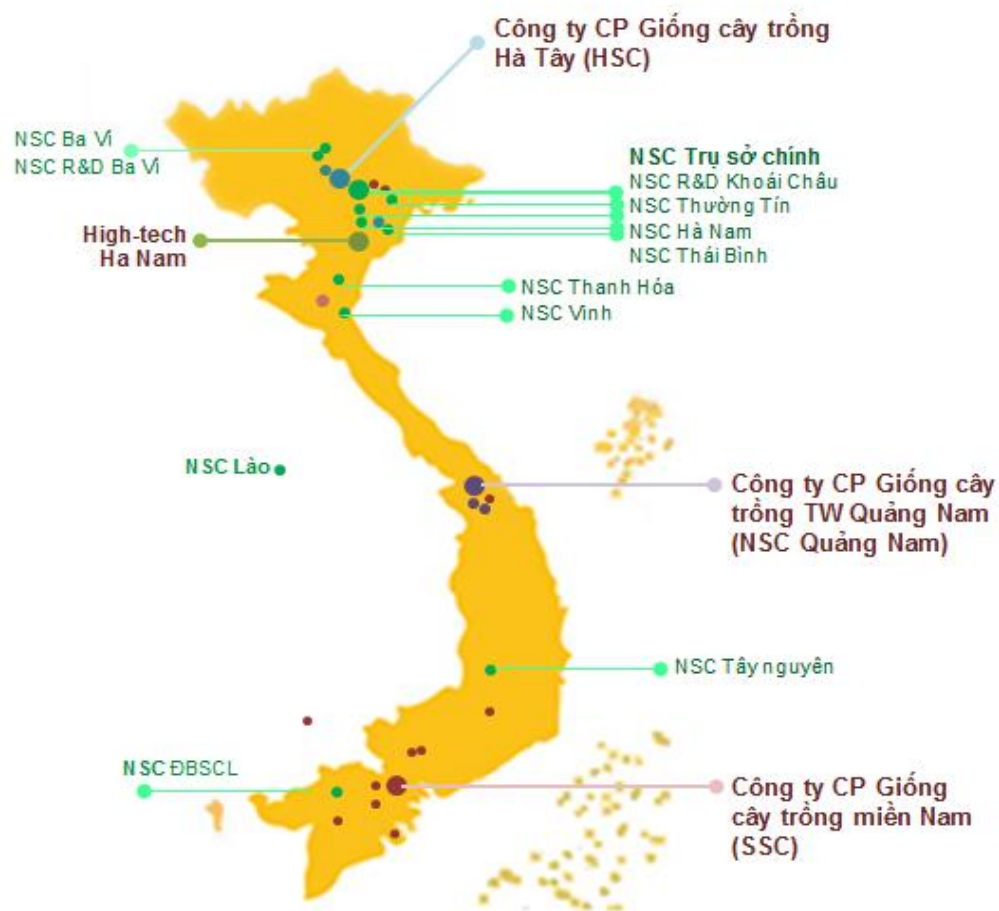 Công ty CP Giống cây trồng
Hà Tây (HSC)
NSC Ba Vì
NSC R&D Ba Vì
NSC Trụ sở chính
NSC R&D Khoái Châu
NSC Thường Tín
NSC Hà Nam
NSC Thái Bình
High-tech
Ha Nam
NSC Thanh Hóa
NSC Vinh
NSC Lào
Công ty CP Giống cây
trồng TW Quảng Nam
(NSC Quảng Nam)
NSC Tây nguyên
NSC ĐBSCL
Công ty CP Giống
cây trồng miền Nam
(SSC)